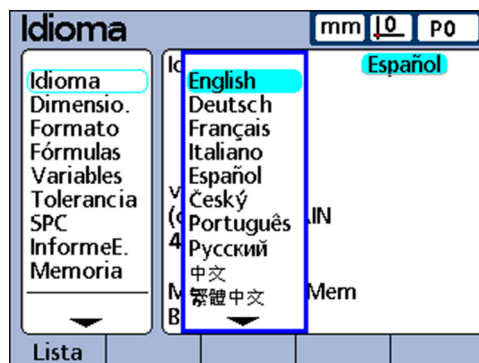 Idioma
mm 0 P0
Idioma
Dimensio.
Formato
Fórmulas
Variables
Tolerancia
SPC
InformeE.
Memoria
Español
English
Deutsch
Français
Italiano
Español
Český
Português
Русский
中文
繁體中文
Mem
Lista